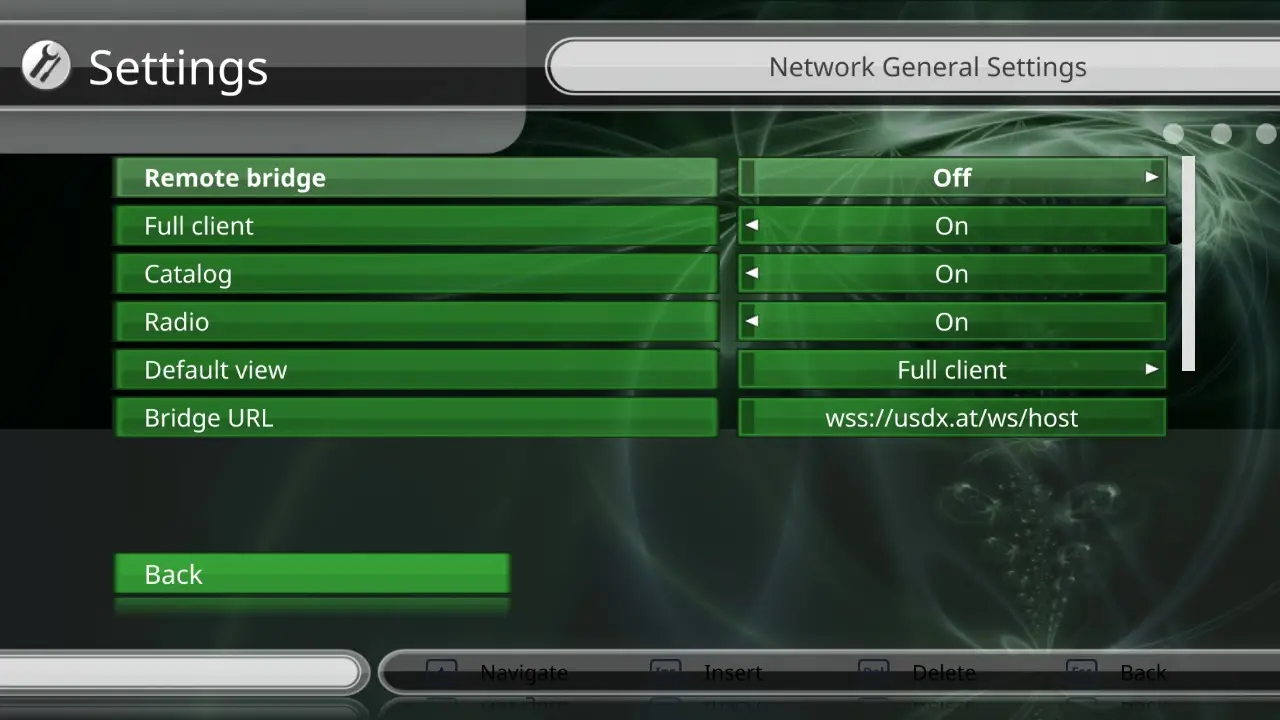 Settings
Network General Settings
Remote bridge Off
Full client On
Catalog On
Radio On
Default view Full client
Bridge URL wss://usdx.at/ws/host
Back
Navigate Insert Delete Back